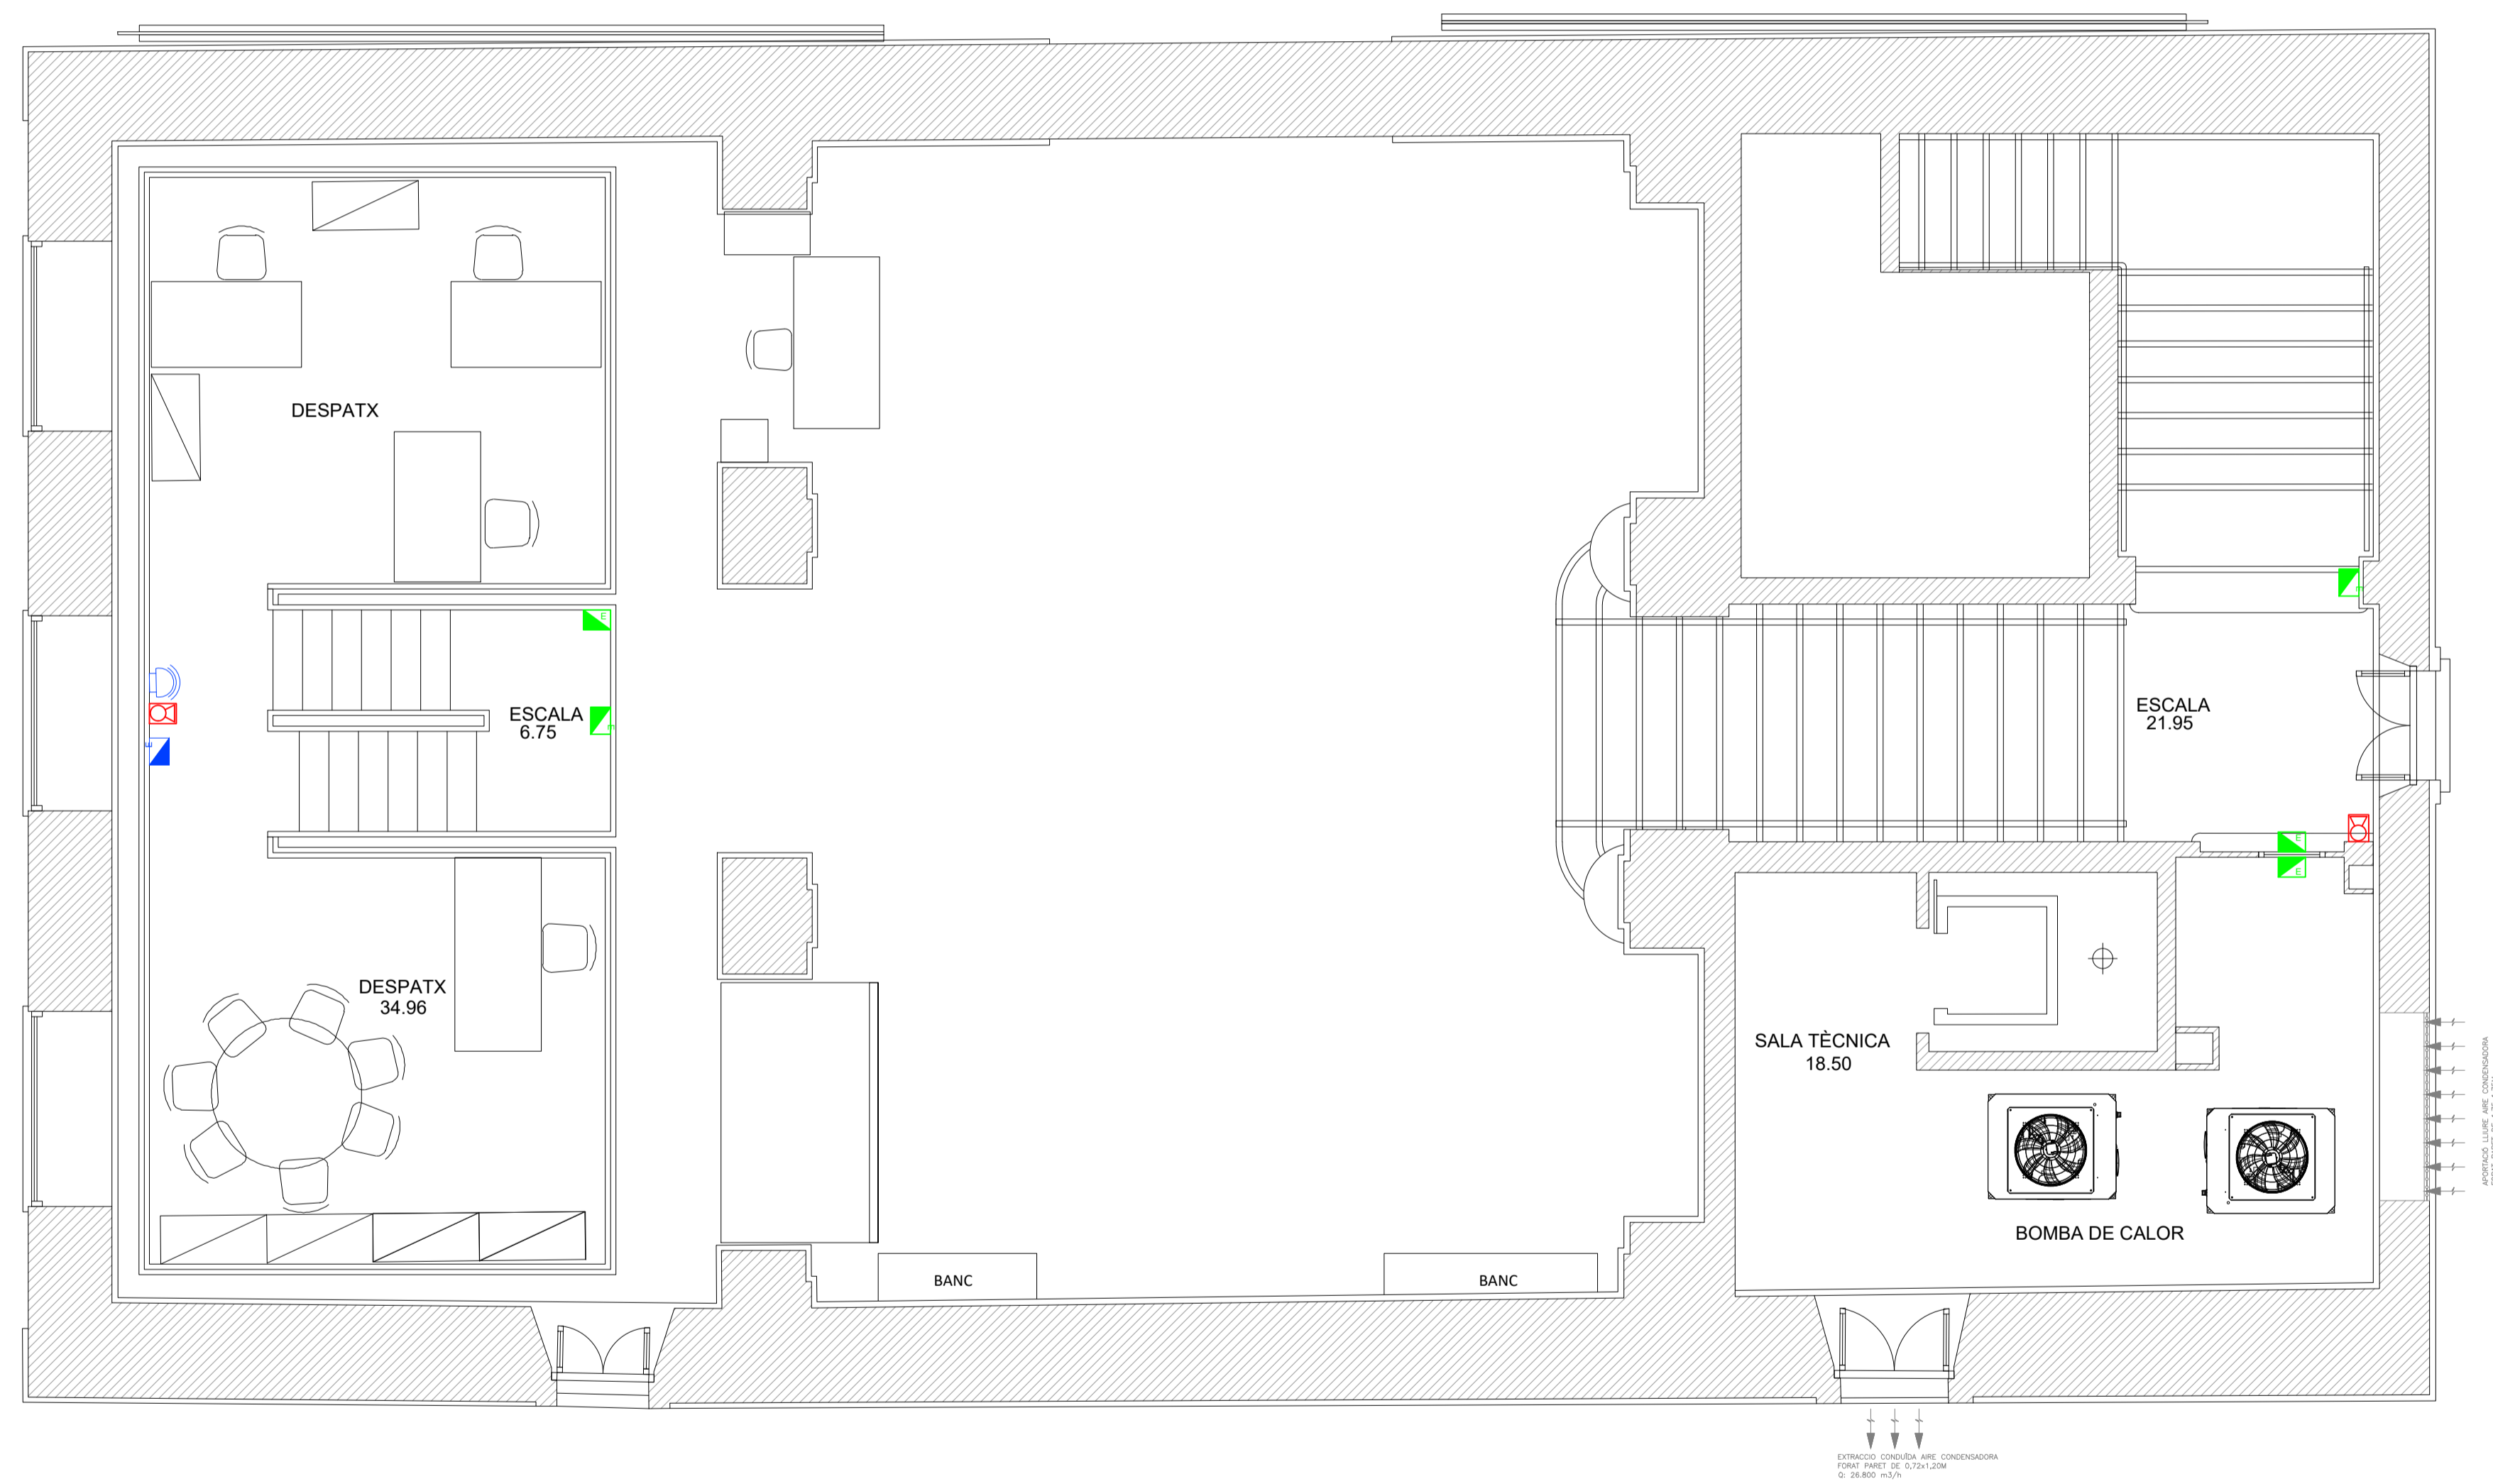 DESPATX
ESCALA
6.75
ESCALA
21.95
DESPATX
34.96
SALA TÈCNICA
18.50
BOMBA DE CALOR
BANC
BANC
E
E
E
E
E
E
APORTACIÓ LLIURE AIRE CONDENSADORA
EXTRACCIO CONDUÏDA AIRE CONDENSADORA
FORAT PARET DE 0,72x1,20M
Q: 26.800 m3/h